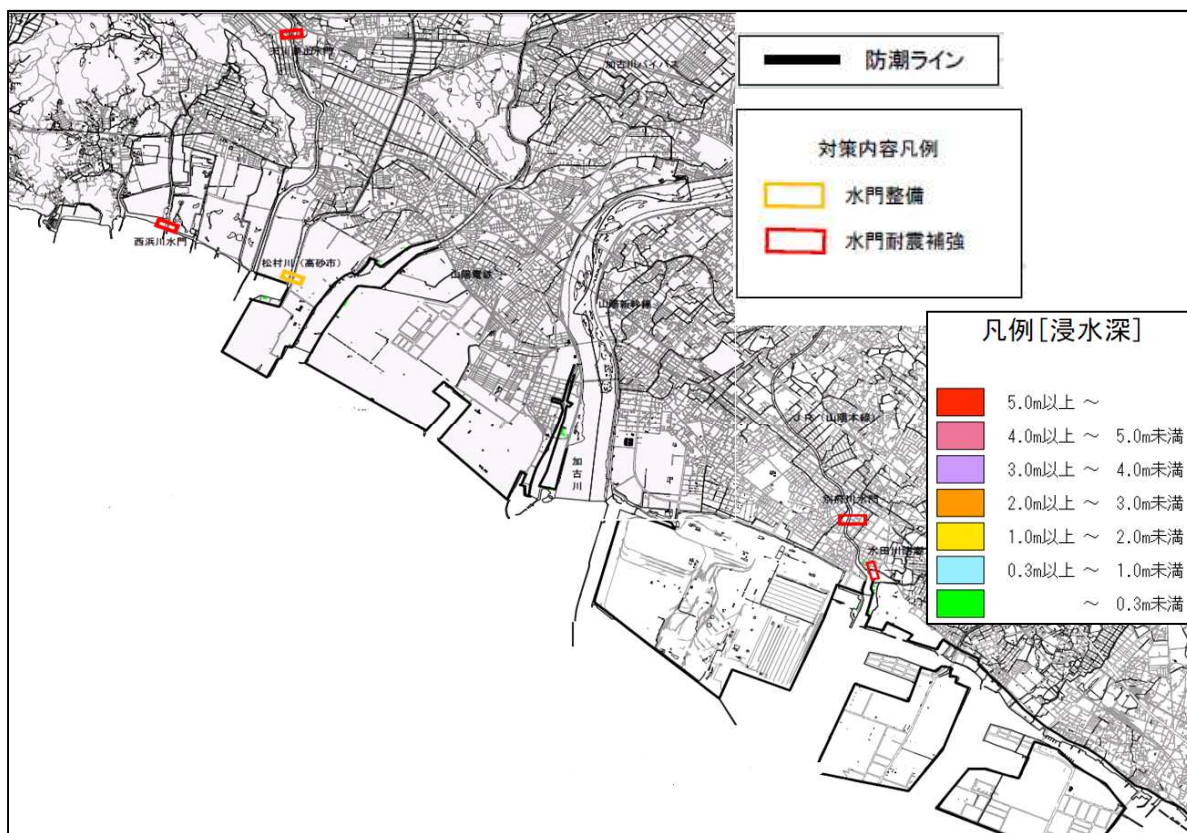 防潮ライン
対策内容凡例
水門整備
水門耐震補強
凡例[浸水深]
5.0m以上 ～
4.0m以上 ～ 5.0m未満
3.0m以上 ～ 4.0m未満
2.0m以上 ～ 3.0m未満
1.0m以上 ～ 2.0m未満
0.3m以上 ～ 1.0m未満
～ 0.3m未満
加古川バイパス
西浜川水門
松村川（高砂市）
山陽電鉄
山陽新幹線
加古川
ＪＲ（山陽本線）
別府川水門
水田川